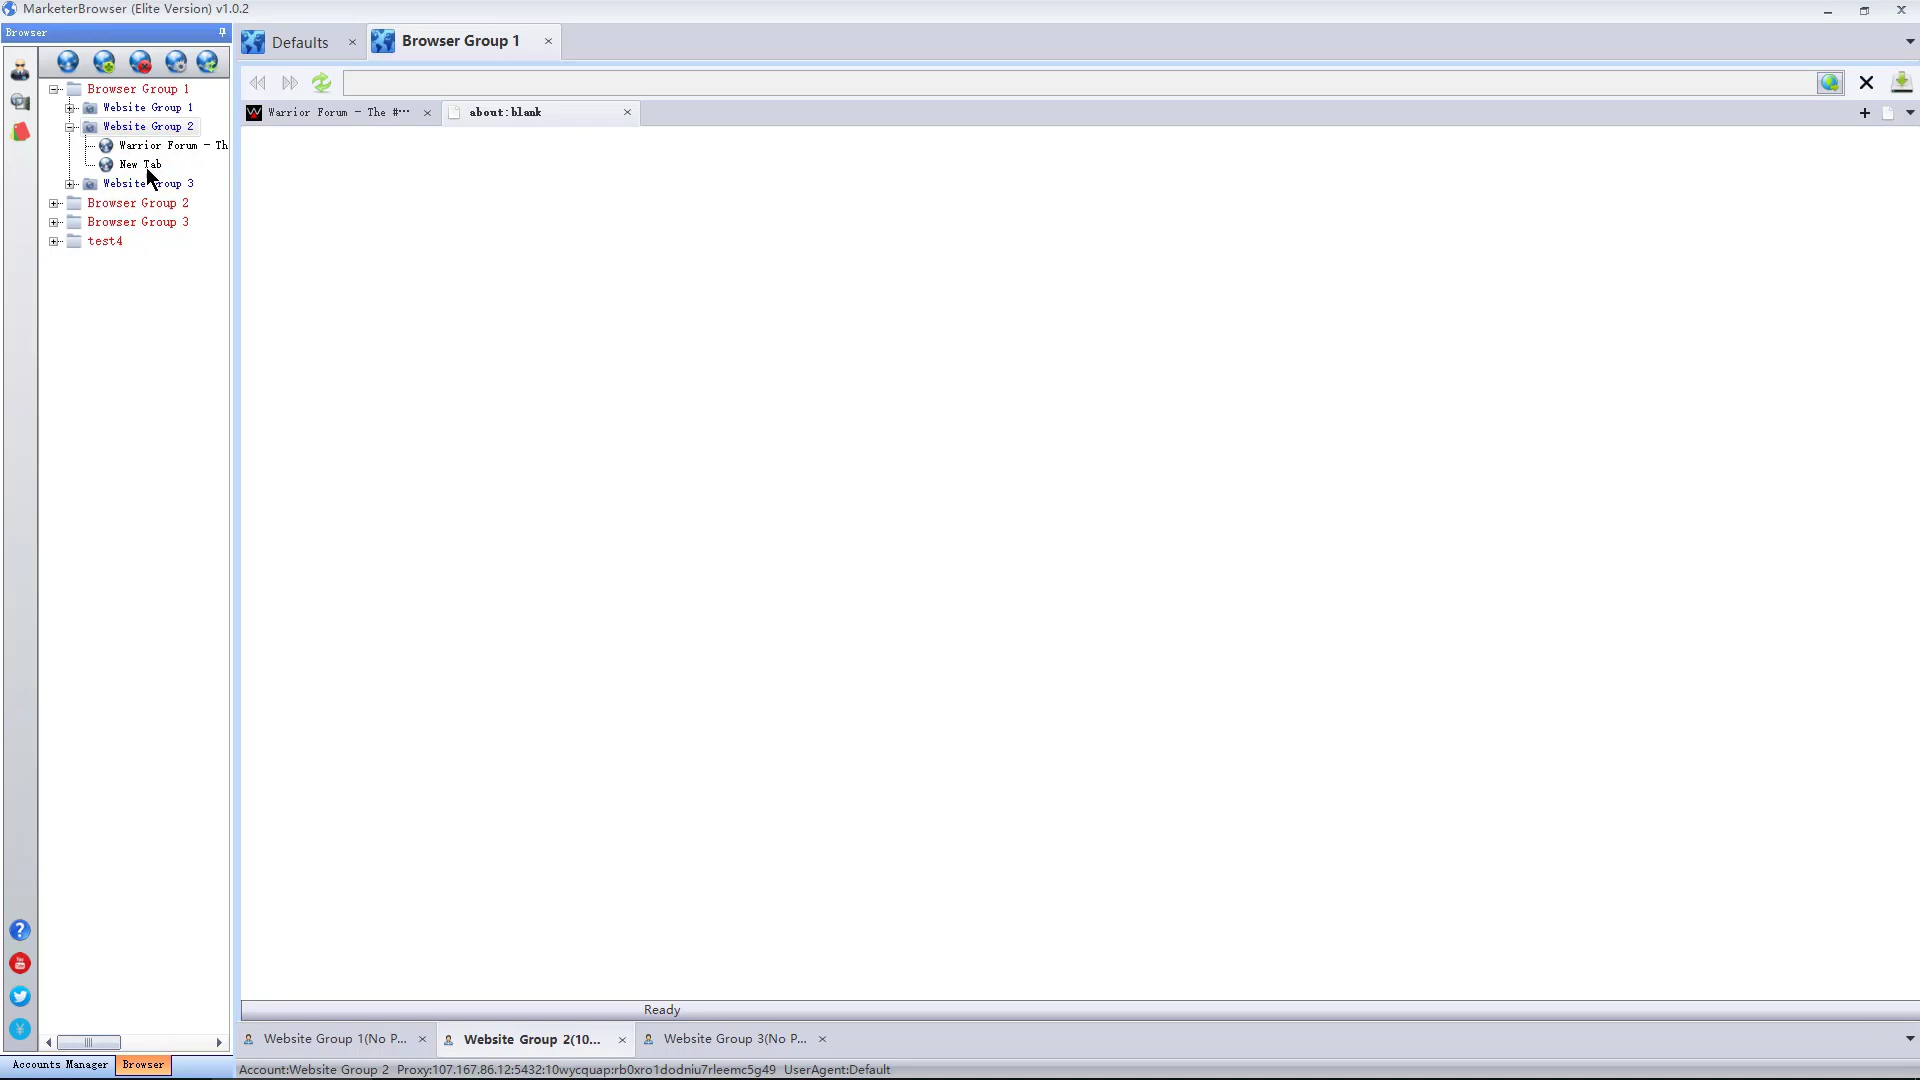 MarketerBrowser (Elite Version) v1.0.2
Browser
Defaults
Browser Group 1
Browser Group 1
Website Group 1
Website Group 2
Warrior Forum - Th
New Tab
Website Group 3
Browser Group 2
Browser Group 3
test4
Warrior Forum - The #...
about:blank
Ready
Website Group 1(No P...
Website Group 2(10...
Website Group 3(No P...
Accounts Manager
Browser
Account:Website Group 2 Proxy:107.167.86.12:5432:10wycquap:rb0xro1dodniu7rleemc5g49 UserAgent:Default